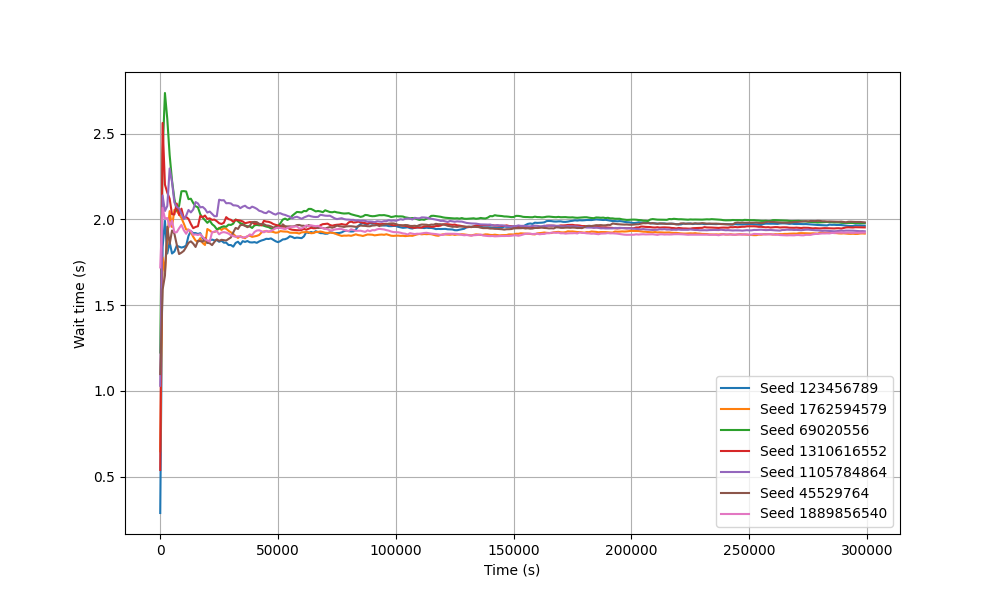 2.5
2.0
1.5
1.0
0.5
Wait time (s)
0 50000 100000 150000 200000 250000 300000
Time (s)
Seed 123456789
Seed 1762594579
Seed 69020556
Seed 1310616552
Seed 1105784864
Seed 45529764
Seed 1889856540